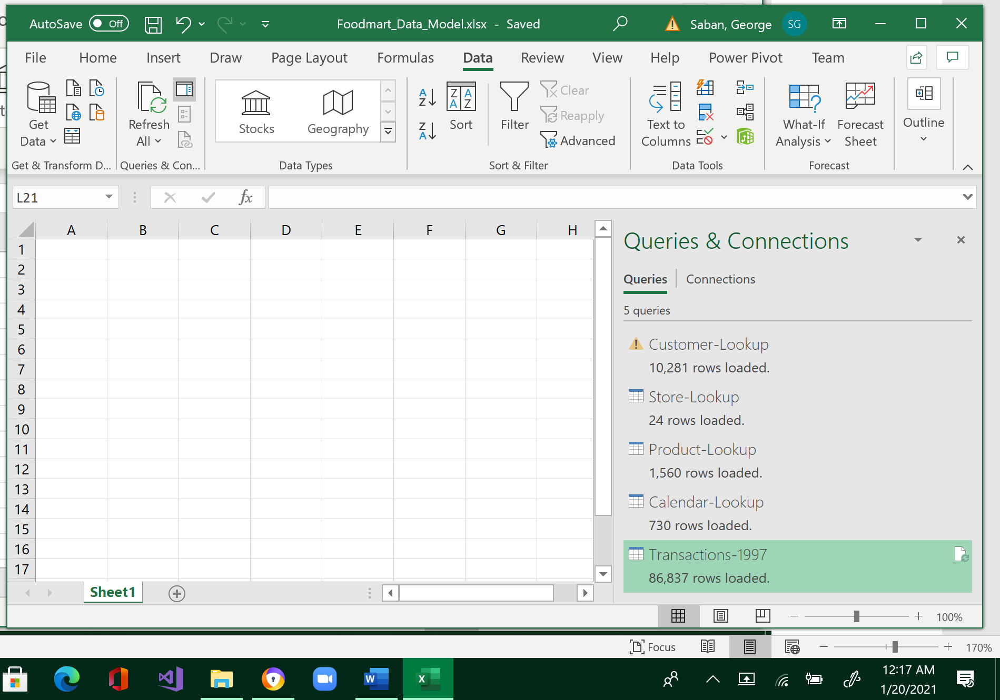 AutoSave Off Foodmart_Data_Model.xlsx - Saved Saban, George SG
File Home Insert Draw Page Layout Formulas Data Review View Help Power Pivot Team
Get Data
Refresh All
Stocks Geography
A Z
Z A
Z A A Z
Sort
Filter
Clear
Reapply
Advanced
Text to Columns
What-If Analysis
Forecast Sheet
Outline
Get & Transform D... Queries & Con... Data Types Sort & Filter Data Tools Forecast
L21 fx
A B C D E F G H
1
2
3
4
5
6
7
8
9
10
11
12
13
14
15
16
17
Sheet1
Queries & Connections
Queries Connections
5 queries
Customer-Lookup
10,281 rows loaded.
Store-Lookup
24 rows loaded.
Product-Lookup
1,560 rows loaded.
Calendar-Lookup
730 rows loaded.
Transactions-1997
86,837 rows loaded.
100%
Focus 170%
W X
12:17 AM
1/20/2021